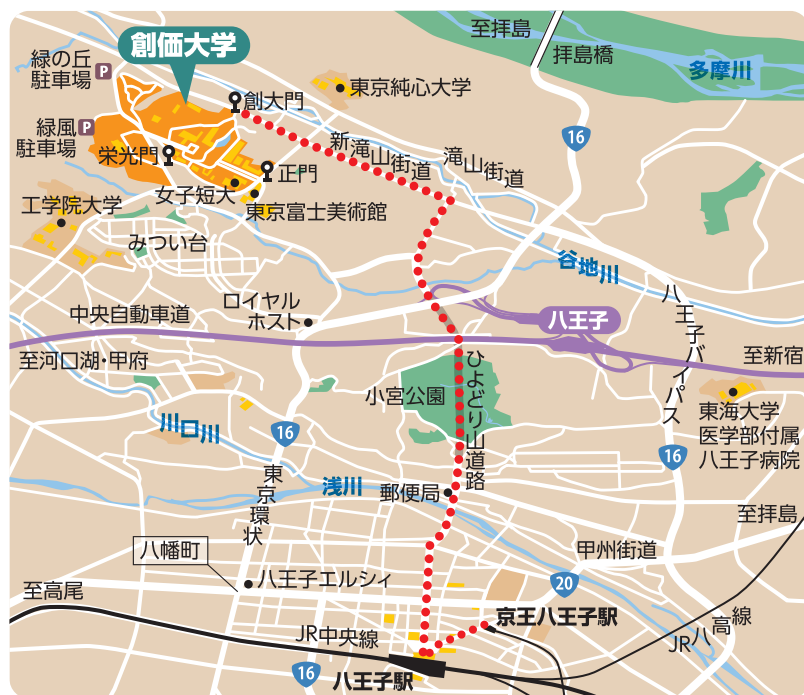 至拝島
拝島橋
多摩川
創価大学
緑の丘
駐車場
P
創大門
東京純心大学
16
緑風
駐車場
P
栄光門
新滝山街道
滝山街道
正門
女子短大
東京富士美術館
工学院大学
みつい台
谷地川
ロイヤル
ホスト
中央自動車道
八王子
八王子バイパス
至河口湖・甲府
至新宿
ひよどり山道路
小宮公園
東海大学
医学部付属
八王子病院
川口川
16
16
東京環状
浅川
郵便局
至拝島
八幡町
甲州街道
八王子エルシィ
20
至高尾
京王八王子駅
JR中央線
JR八高線
16
八王子駅